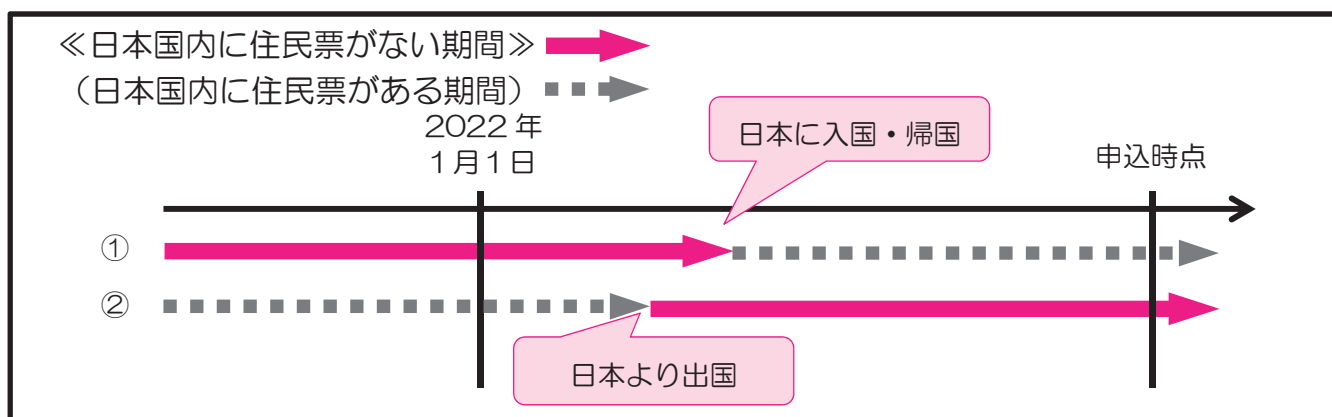 ≪日本国内に住民票がない期間≫
（日本国内に住民票がある期間）
2022 年
1月1日
日本に入国・帰国
申込時点
①
②
日本より出国